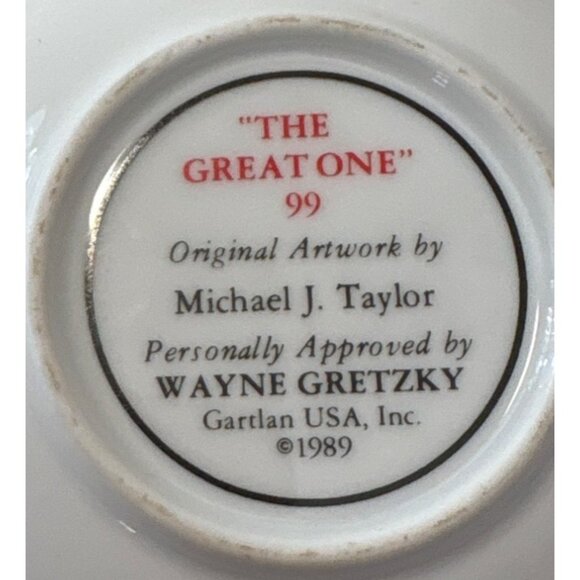 "THE
GREAT ONE"
99
Original Artwork by
Michael J. Taylor
Personally Approved by
WAYNE GRETZKY
Gartlan USA, Inc.
©1989